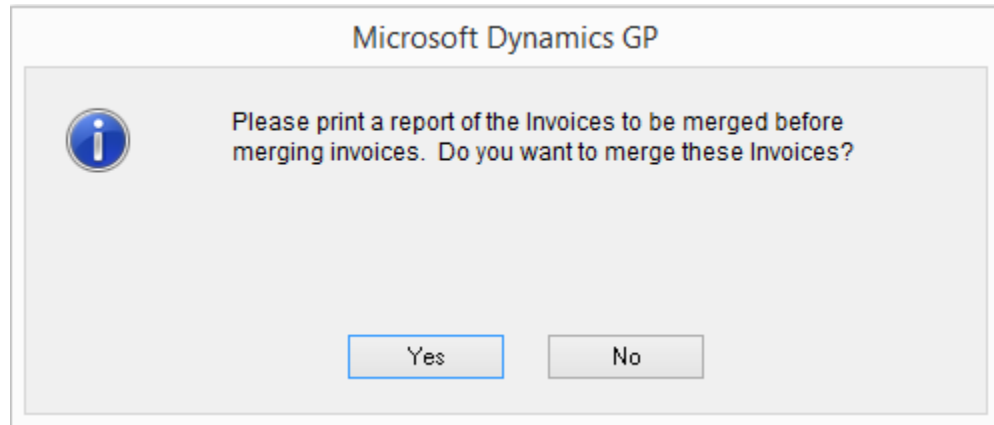 Microsoft Dynamics GP
Please print a report of the Invoices to be merged before
merging invoices.  Do you want to merge these Invoices?
Yes
No